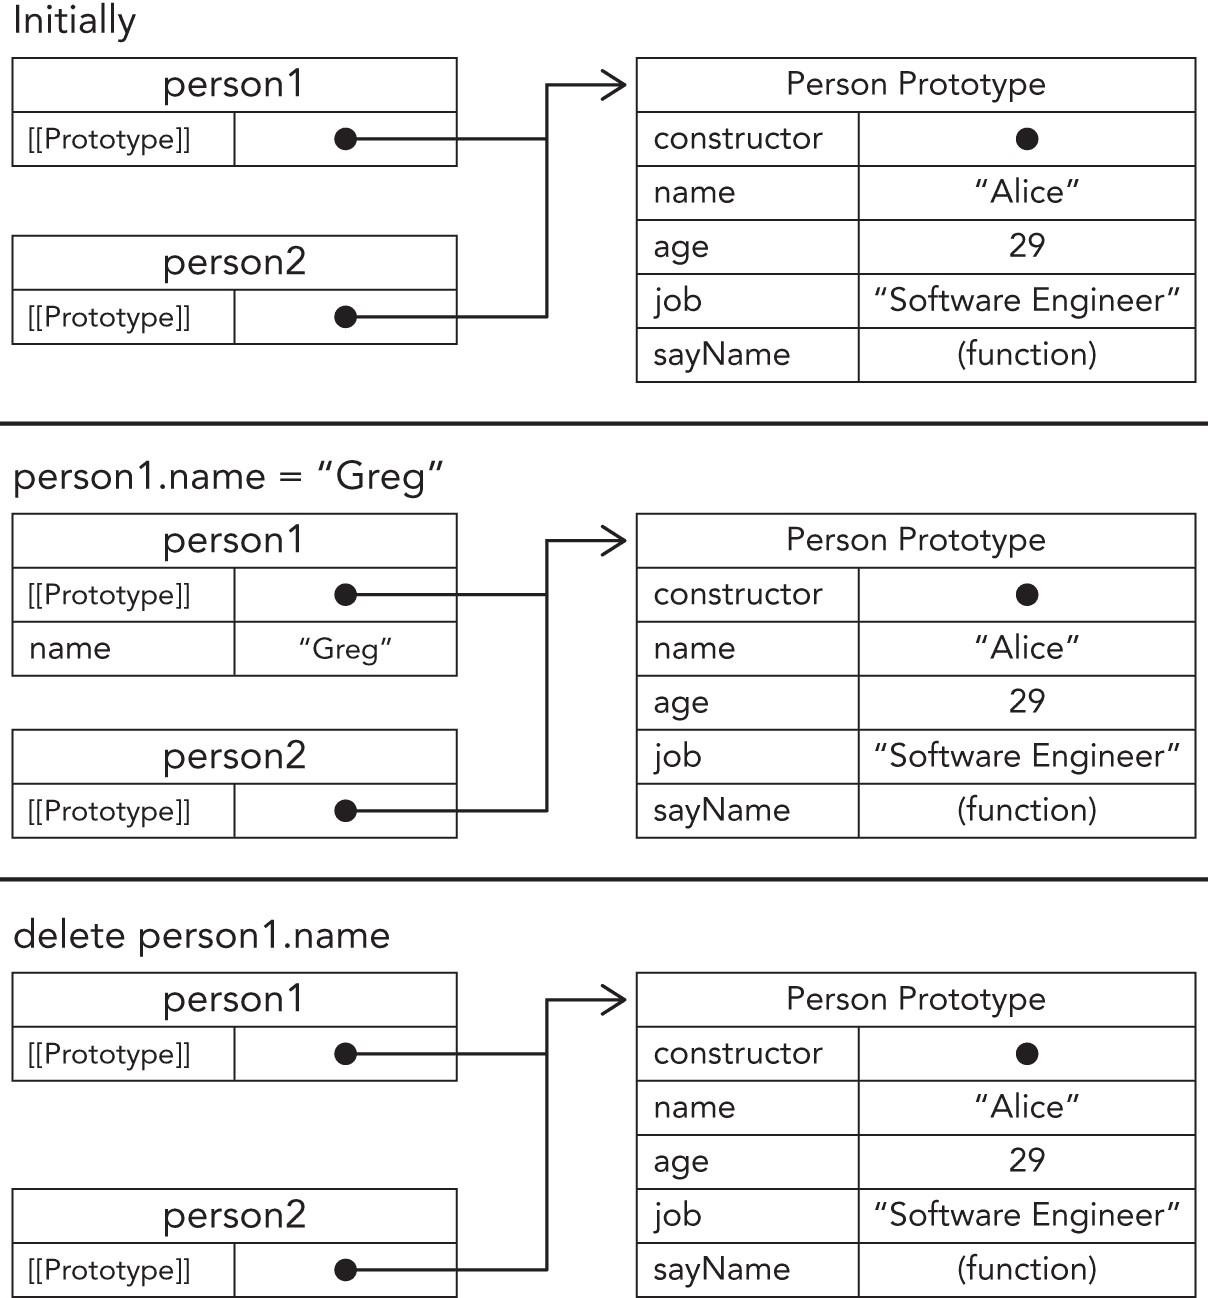 Initially
person1
[[Prototype]]
person2
[[Prototype]]
Person Prototype
constructor
name “Alice”
age 29
job “Software Engineer”
sayName (function)
person1.name = “Greg”
person1
[[Prototype]]
name “Greg”
person2
[[Prototype]]
Person Prototype
constructor
name “Alice”
age 29
job “Software Engineer”
sayName (function)
delete person1.name
person1
[[Prototype]]
person2
[[Prototype]]
Person Prototype
constructor
name “Alice”
age 29
job “Software Engineer”
sayName (function)